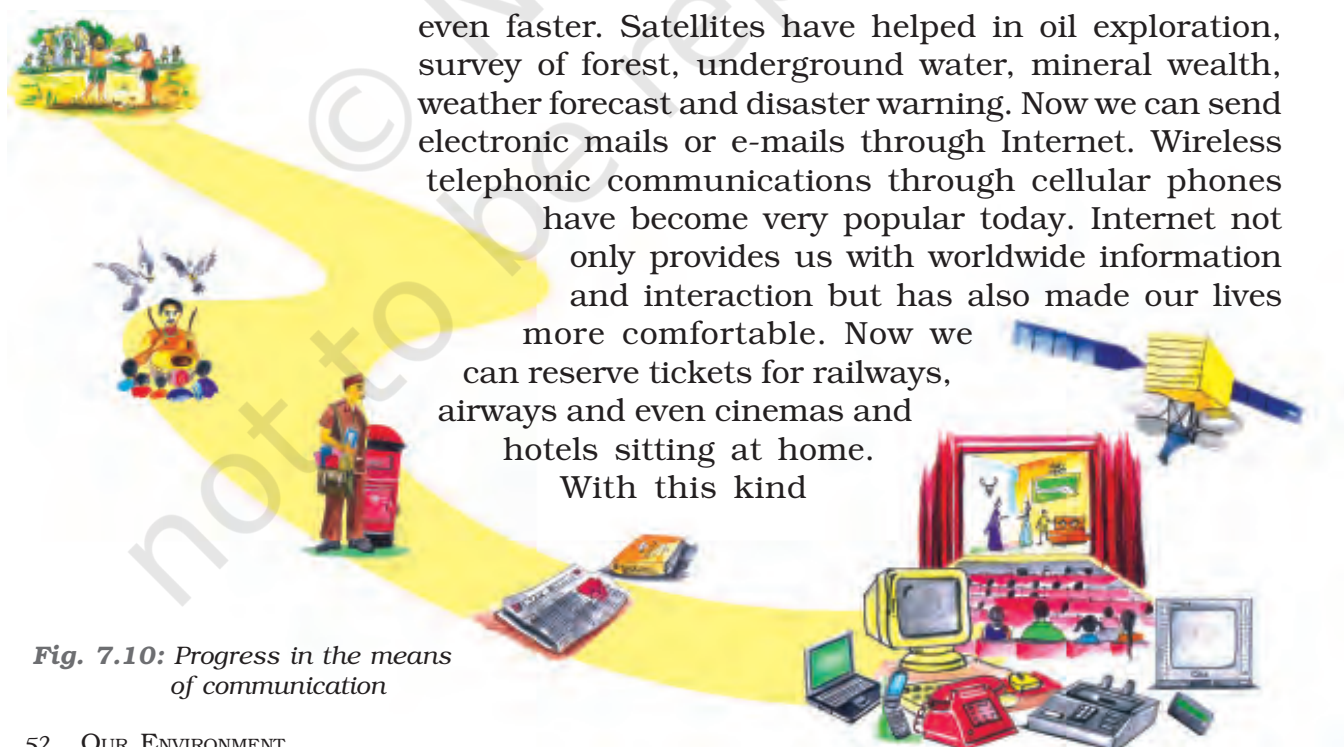 even faster. Satellites have helped in oil exploration,
survey of forest, underground water, mineral wealth,
weather forecast and disaster warning. Now we can send
electronic mails or e-mails through Internet. Wireless
telephonic communications through cellular phones
have become very popular today. Internet not
only provides us with worldwide information
and interaction but has also made our lives
more comfortable. Now we
can reserve tickets for railways,
airways and even cinemas and
hotels sitting at home.
With this kind
Fig. 7.10: Progress in the means
of communication
52 OUR ENVIRONMENT
©
not to be